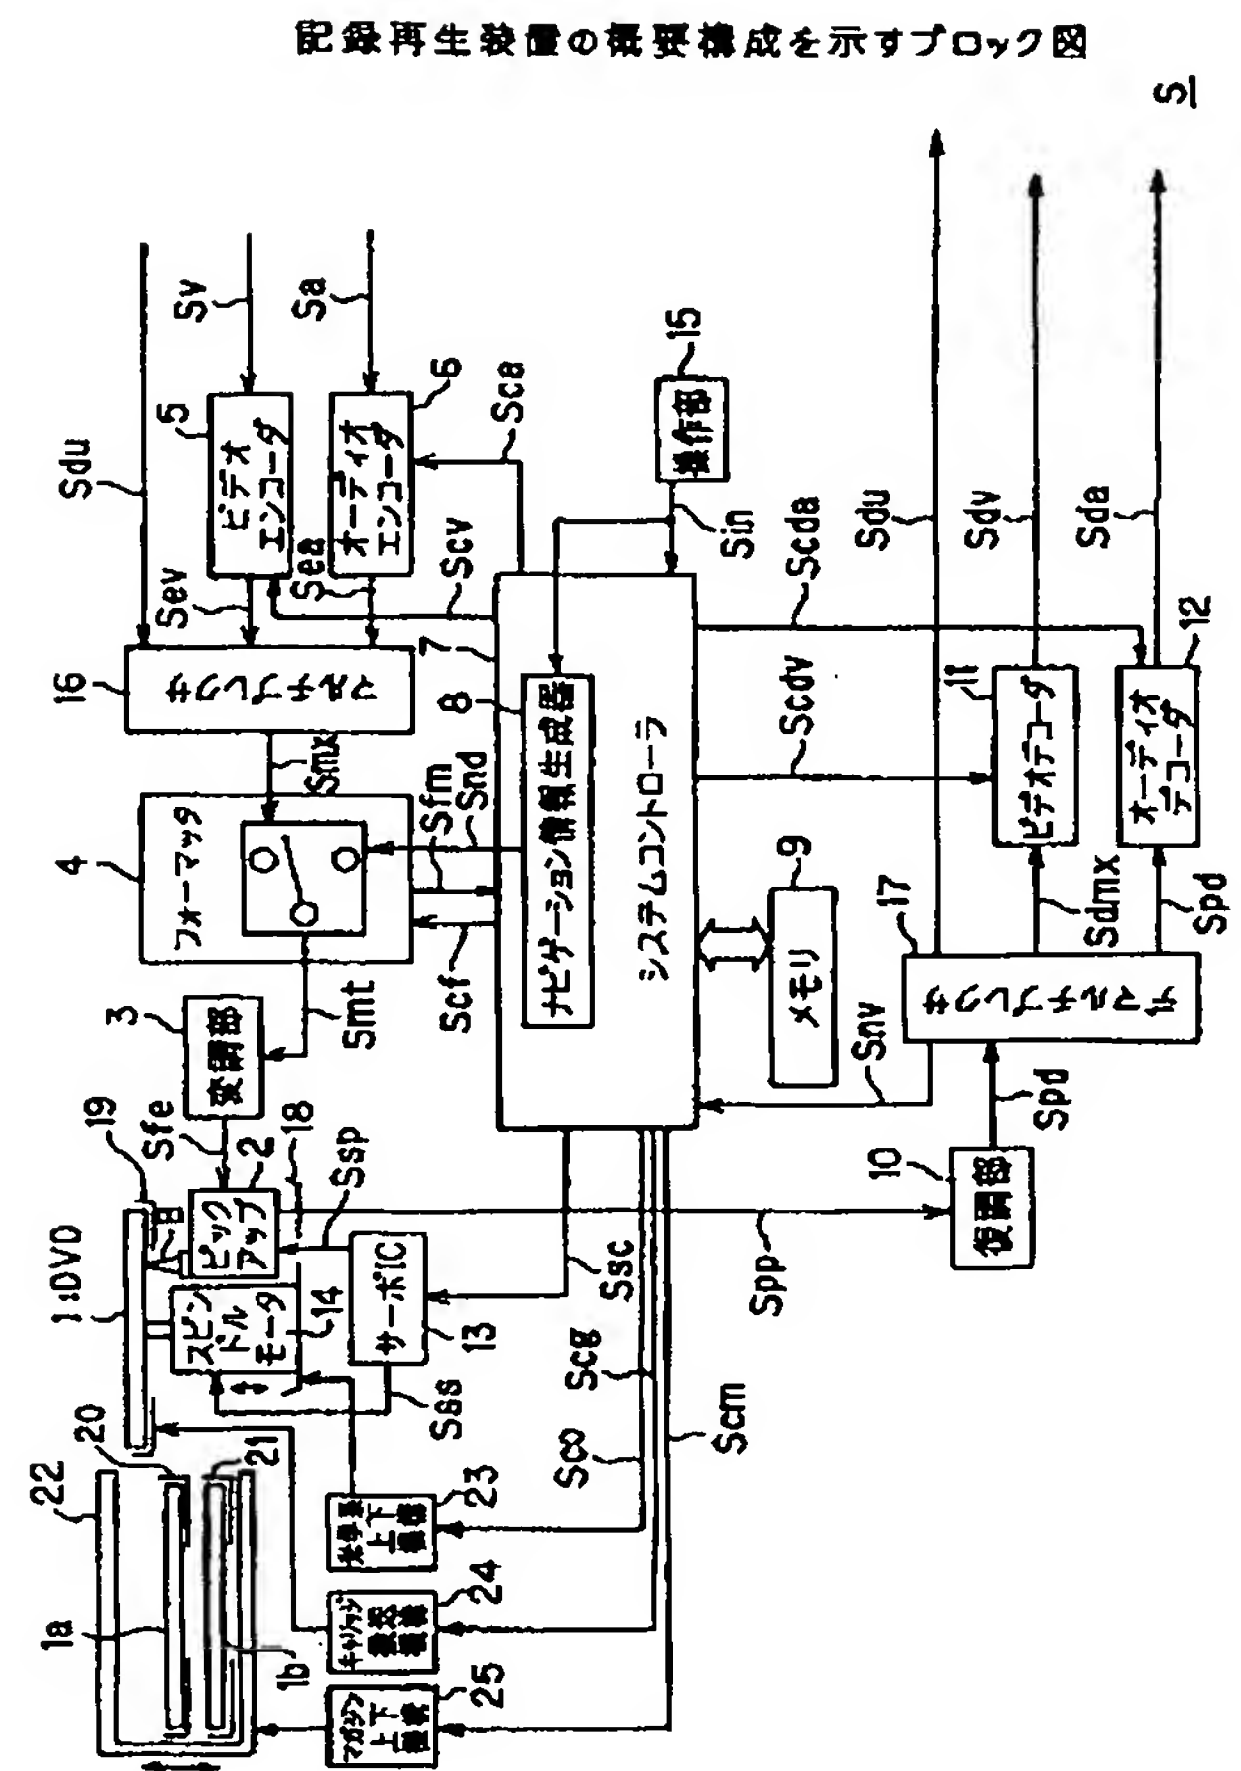 記録再生装置の概要構成を示すブロック図
S
Sdu
Sv
Sa
5
ビデオ
エンコーダ
6
オーディオ
エンコーダ
Sca
15
操作部
Sin
Sev
Sea
Scv
16
マルチプレクサ
Smx
4
フォーマッタ
Sfm
Snd
Scf
Smt
7
8
ナビゲーション情報生成器
システムコントローラ
9
メモリ
Scda
Scdv
Sdu
Sdv
Sda
11
ビデオデコーダ
12
オーディオ
デコーダ
Sdmx
Spd
17
デマルチプレクサ
Snv
Spd
10
復調部
3
変調部
Sfe
19
1:DVD
B
2
ピック
アップ
18
Ssp
スピン
ドル
モータ
14
サーボIC
13
Sss
Ssc
Spp
Sco
Scg
Scm
22
20
21
1a
1b
光学系
上下
機構
23
キャリッジ
機構
24
マガジン
上下
機構
25